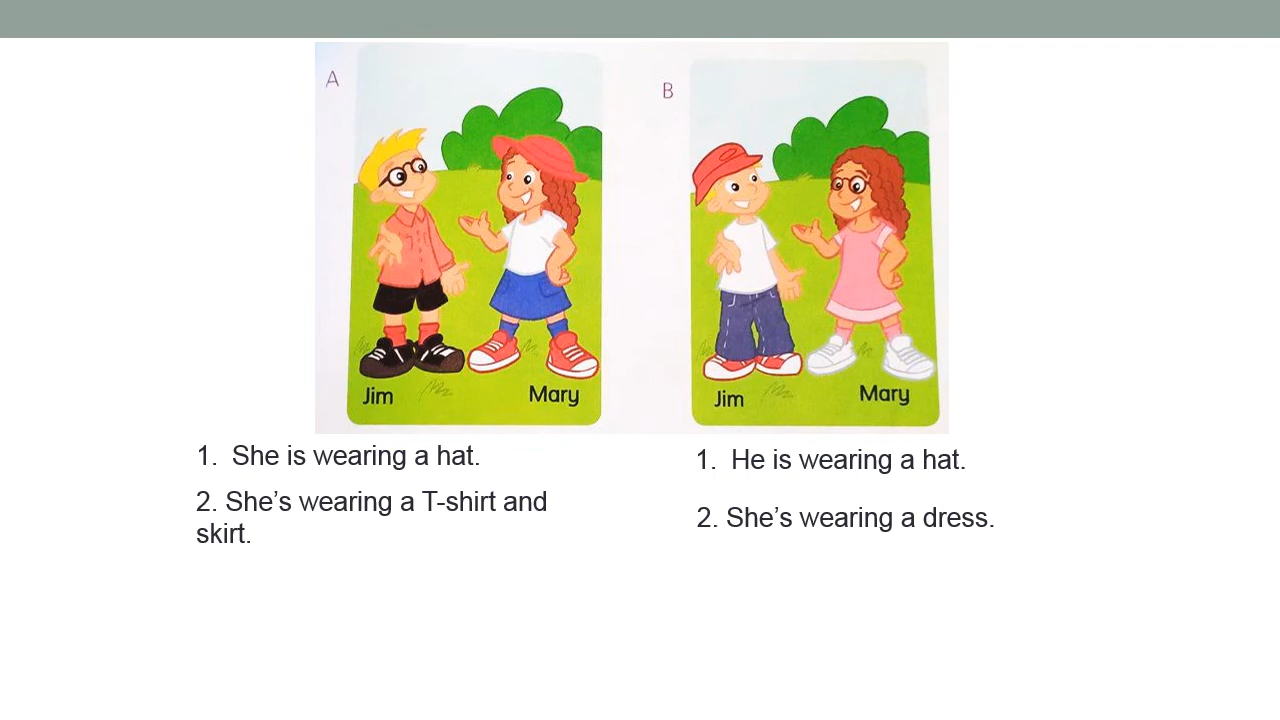 A
B
Jim
Mary
Jim
Mary
1. She is wearing a hat.
2. She’s wearing a T-shirt and
skirt.
1. He is wearing a hat.
2. She’s wearing a dress.